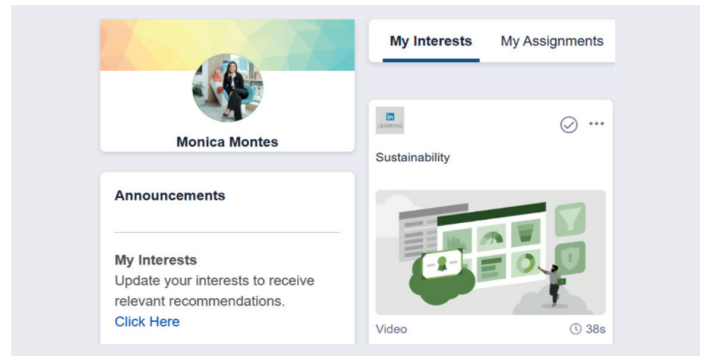 Monica Montes
Announcements
My Interests
Update your interests to receive
relevant recommendations.
Click Here
My Interests My Assignments
in
LEARNING
Sustainability
Video 38s